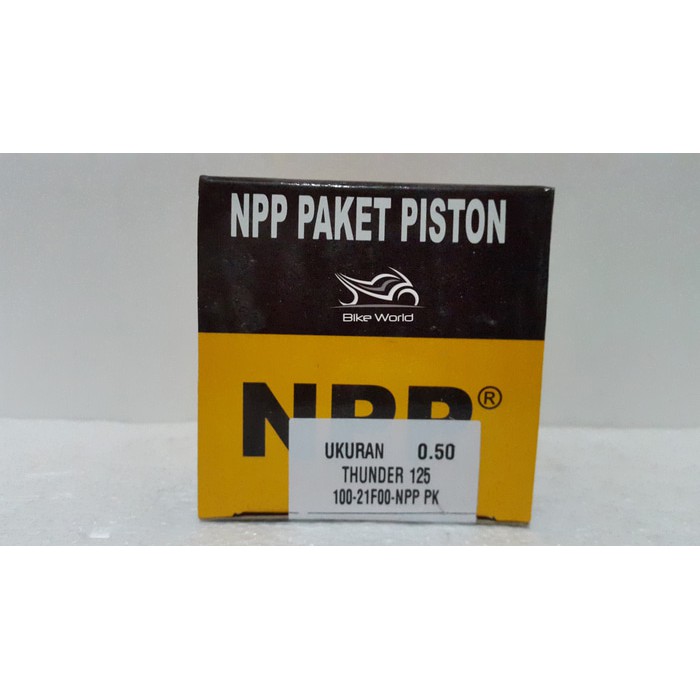 NPP PAKET PISTON
Bike World
NPP®
UKURAN 0.50
THUNDER 125
100-21F00-NPP PK